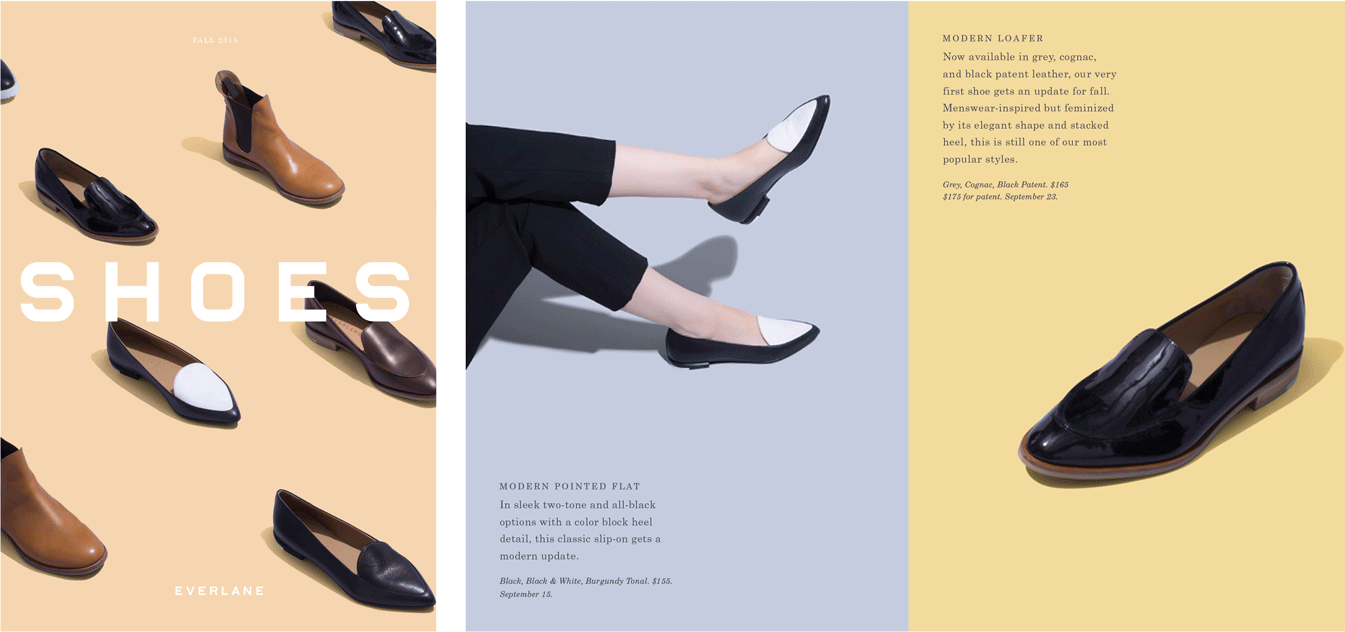 FALL 2015
SHOES
EVERLANE
MODERN POINTED FLAT
In sleek two-tone and all-black
options with a color block heel
detail, this classic slip-on gets a
modern update.
Black, Black & White, Burgundy Tonal. $155.
September 15.
MODERN LOAFER
Now available in grey, cognac,
and black patent leather, our very
first shoe gets an update for fall.
Menswear-inspired but feminized
by its elegant shape and stacked
heel, this is still one of our most
popular styles.
Grey, Cognac, Black Patent. $165
$175 for patent. September 23.